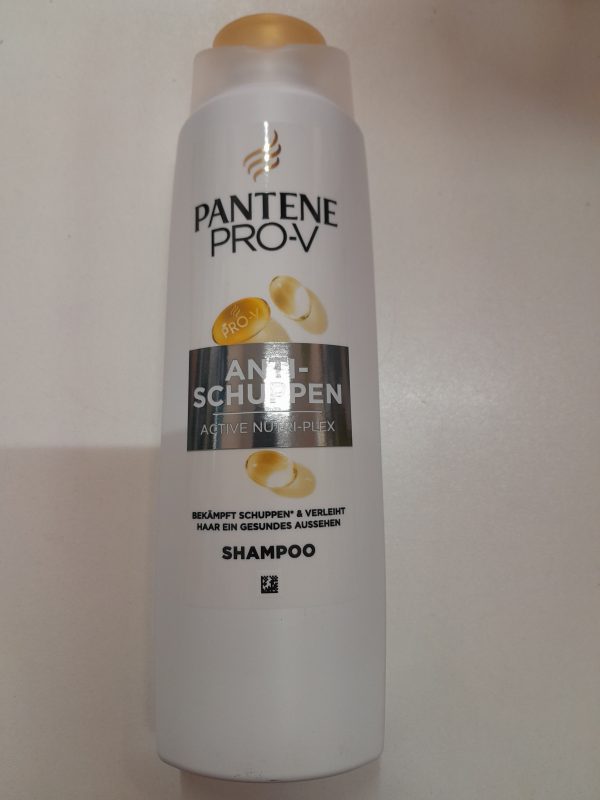 PANTENE
PRO-V
PRO-V
ANTI-
SCHUPPEN
ACTIVE NUTRI-PLEX
BEKÄMPFT SCHUPPEN* & VERLEIHT
HAAR EIN GESUNDES AUSSEHEN
SHAMPOO